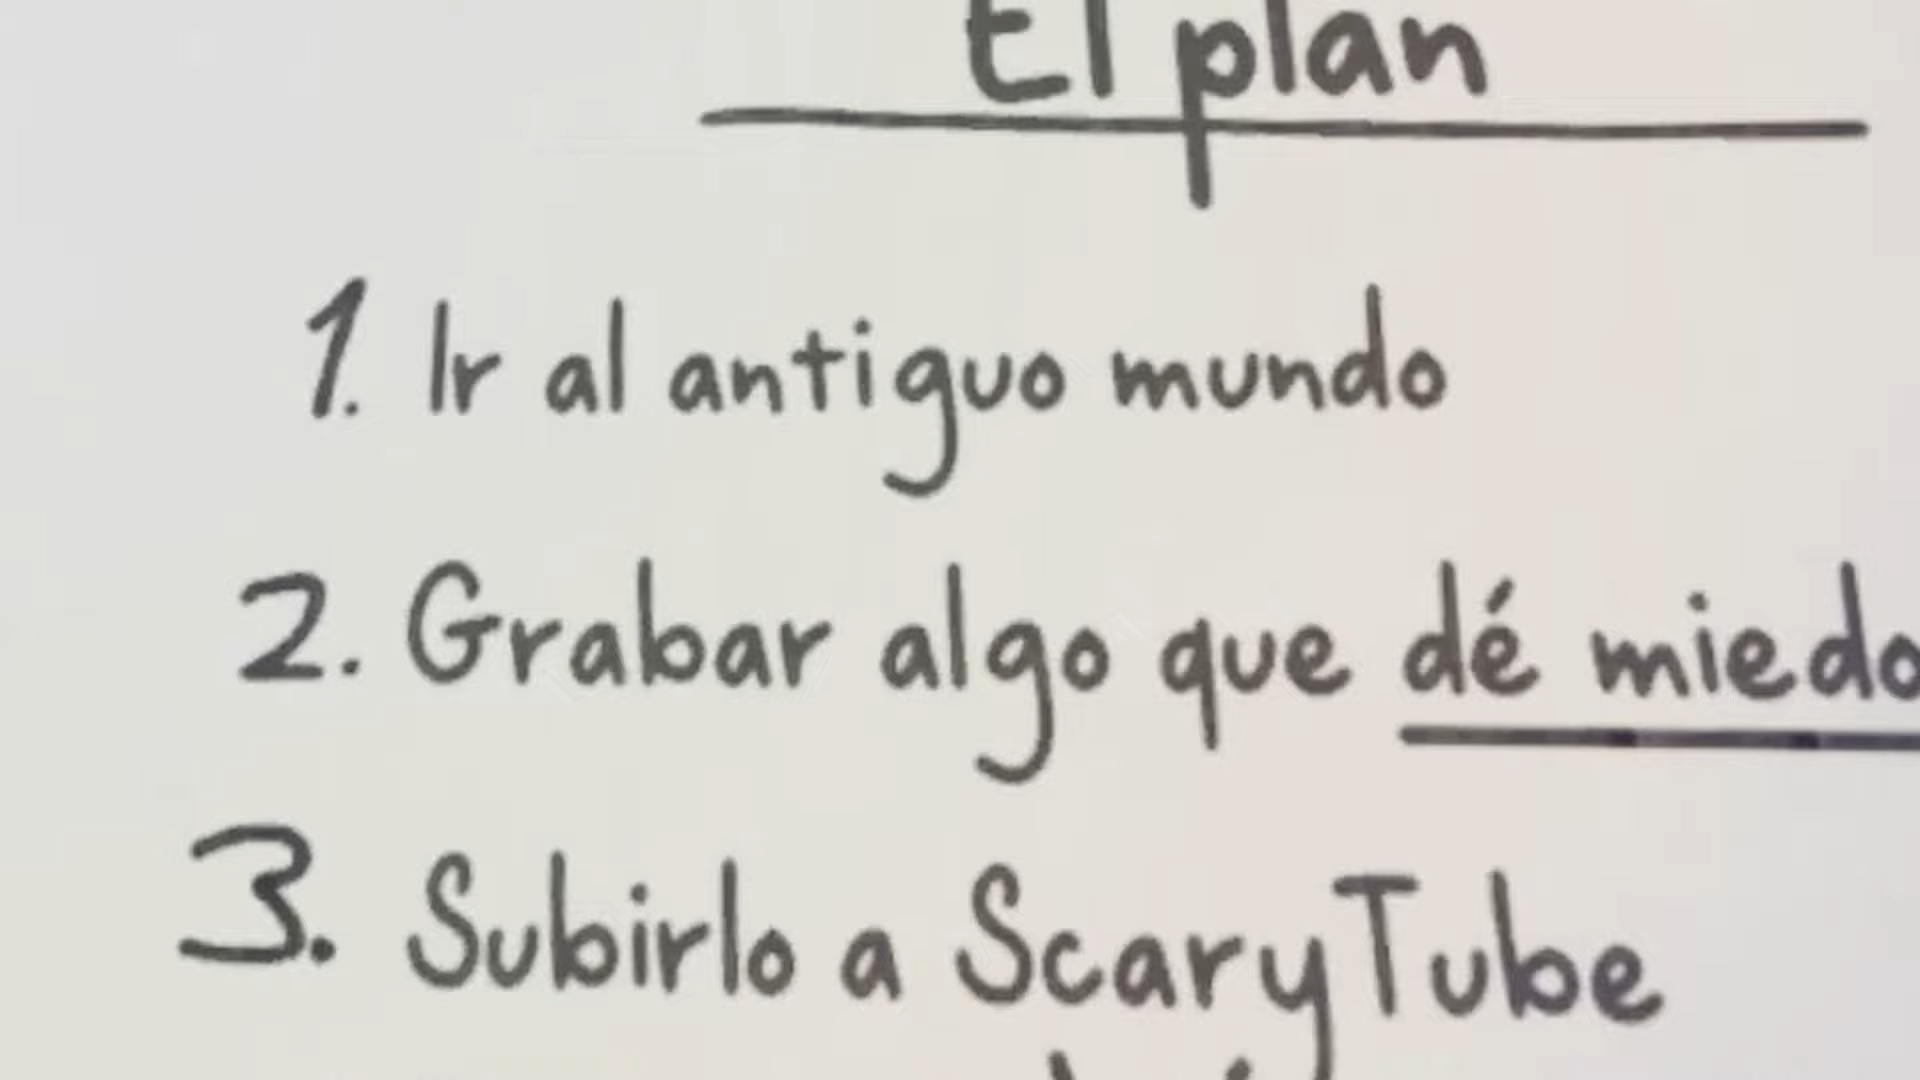 El plan
1. Ir al antiguo mundo
2. Grabar algo que dé miedo
3. Subirlo a ScaryTube